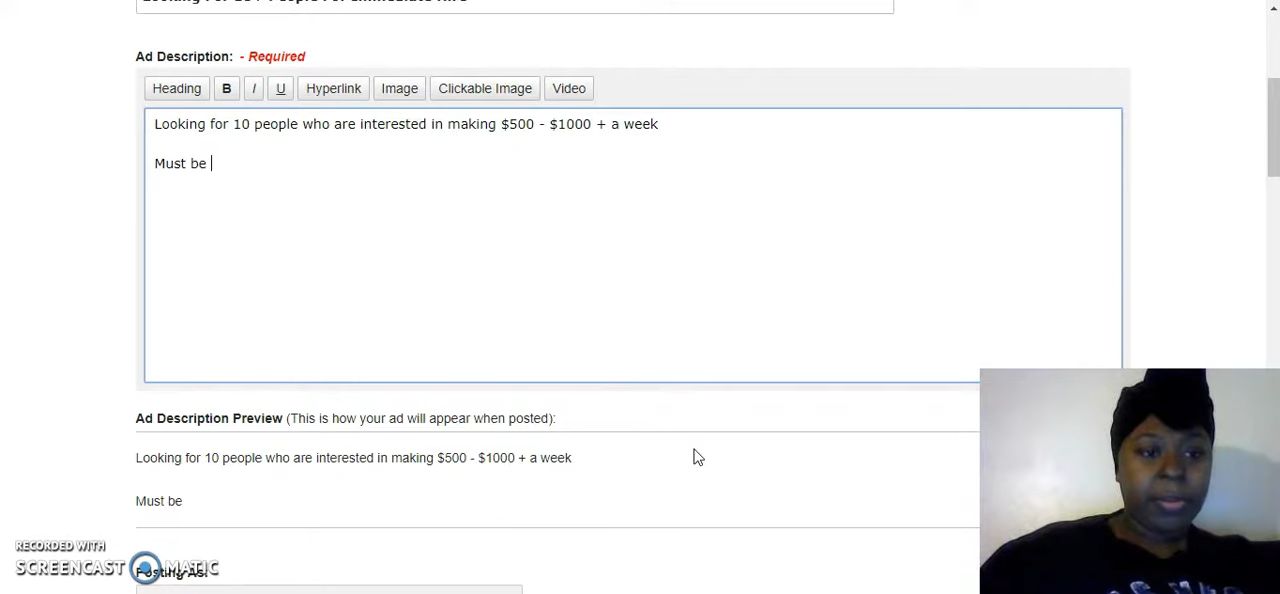 Ad Description: - Required
Heading B I U Hyperlink Image Clickable Image Video
Looking for 10 people who are interested in making $500 - $1000 + a week
Must be
Ad Description Preview (This is how your ad will appear when posted):
Looking for 10 people who are interested in making $500 - $1000 + a week
Must be
RECORDED WITH
SCREENCAST MATIC
Posting As: